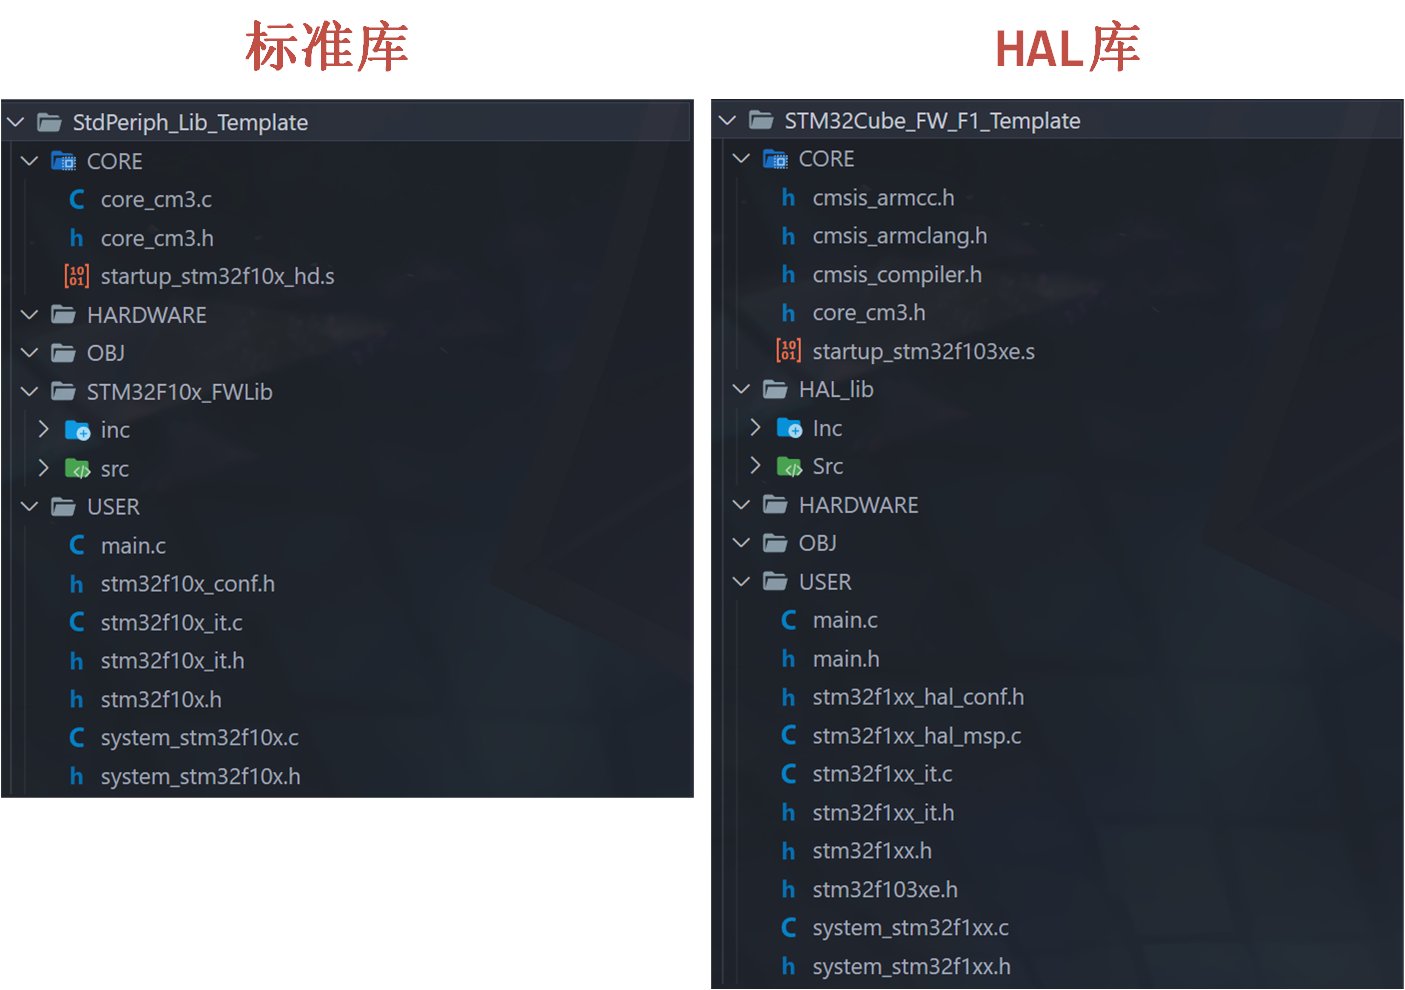 标准库
StdPeriph_Lib_Template
CORE
C core_cm3.c
h core_cm3.h
1001 startup_stm32f10x_hd.s
HARDWARE
OBJ
STM32F10x_FWLib
inc
src
USER
C main.c
h stm32f10x_conf.h
C stm32f10x_it.c
h stm32f10x_it.h
h stm32f10x.h
C system_stm32f10x.c
h system_stm32f10x.h
HAL库
STM32Cube_FW_F1_Template
CORE
h cmsis_armcc.h
h cmsis_armclang.h
h cmsis_compiler.h
h core_cm3.h
1001 startup_stm32f103xe.s
HAL_lib
Inc
Src
HARDWARE
OBJ
USER
C main.c
h main.h
h stm32f1xx_hal_conf.h
C stm32f1xx_hal_msp.c
C stm32f1xx_it.c
h stm32f1xx_it.h
h stm32f1xx.h
h stm32f103xe.h
C system_stm32f1xx.c
h system_stm32f1xx.h